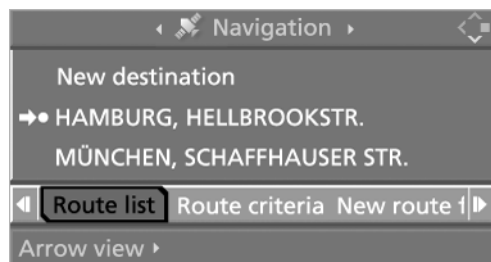 Navigation
New destination
HAMBURG, HELLBROOKSTR.
MÜNCHEN, SCHAFFHAUSER STR.
Route list Route criteria New route
Arrow view